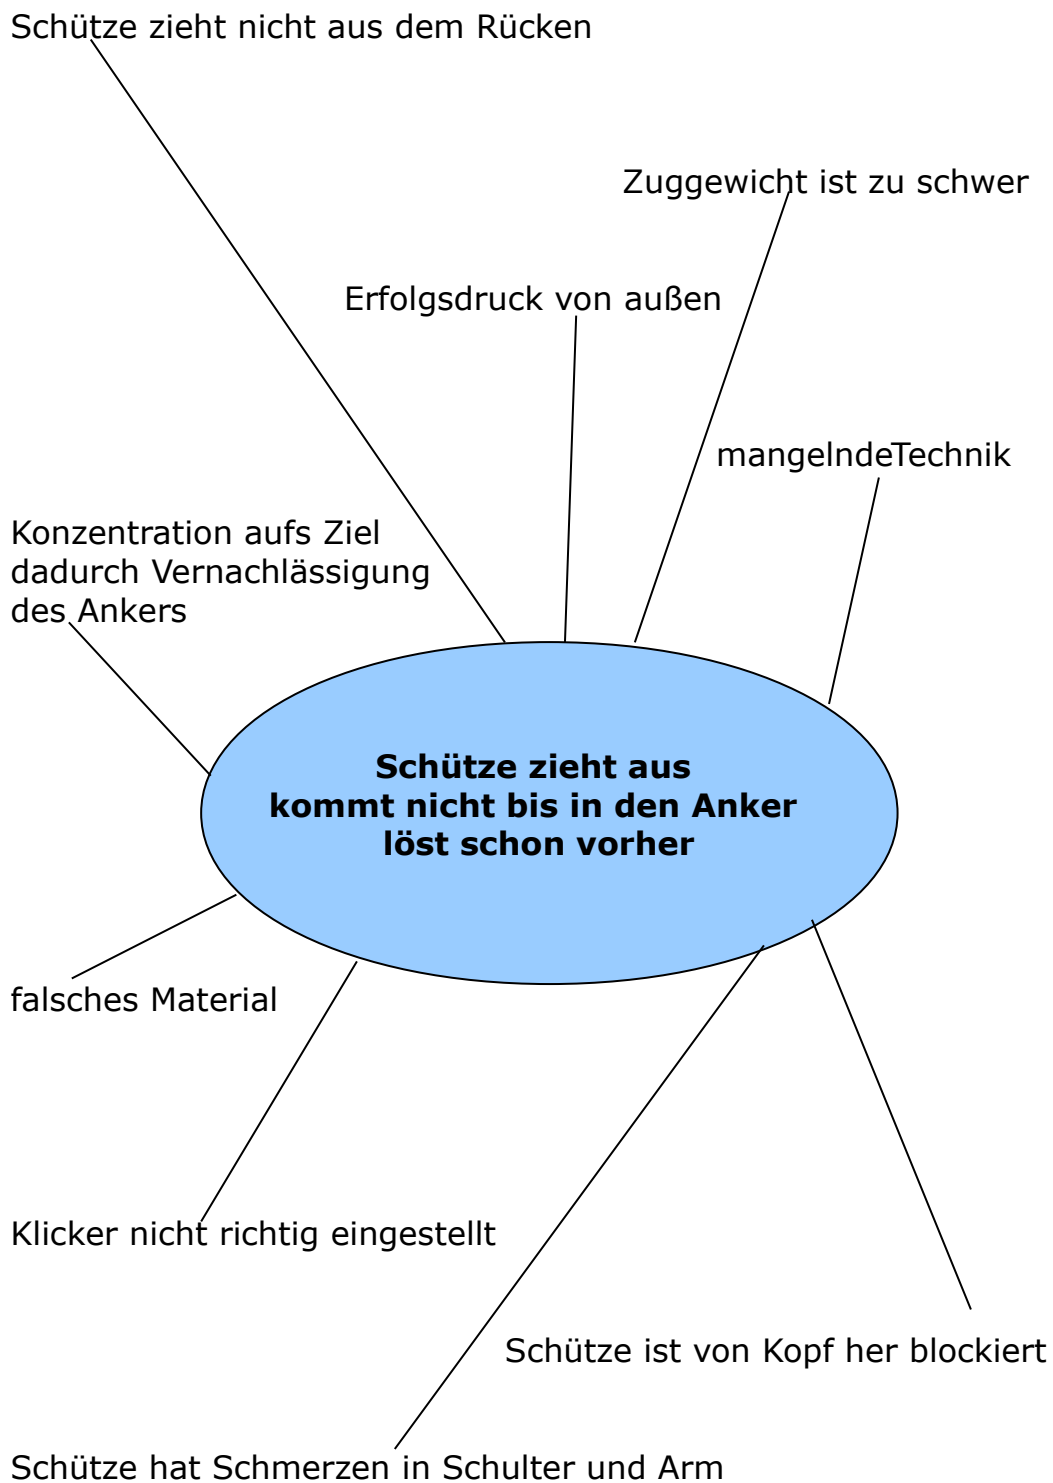 Schütze zieht nicht aus dem Rücken
Zuggewicht ist zu schwer
Erfolgsdruck von außen
mangelndeTechnik
Konzentration aufs Ziel
dadurch Vernachlässigung
des Ankers
Schütze zieht aus
kommt nicht bis in den Anker
löst schon vorher
falsches Material
Klicker nicht richtig eingestellt
Schütze ist von Kopf her blockiert
Schütze hat Schmerzen in Schulter und Arm